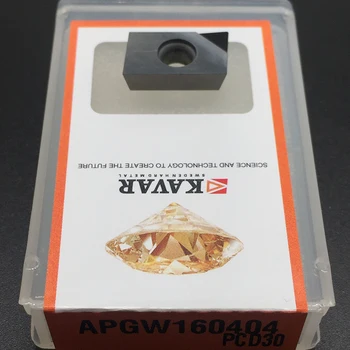 SCIENCE AND TECHNOLOGY TO CREATE THE FUTURE
KAVAR
SWEDEN HARD METAL
APGW160404
PCD30